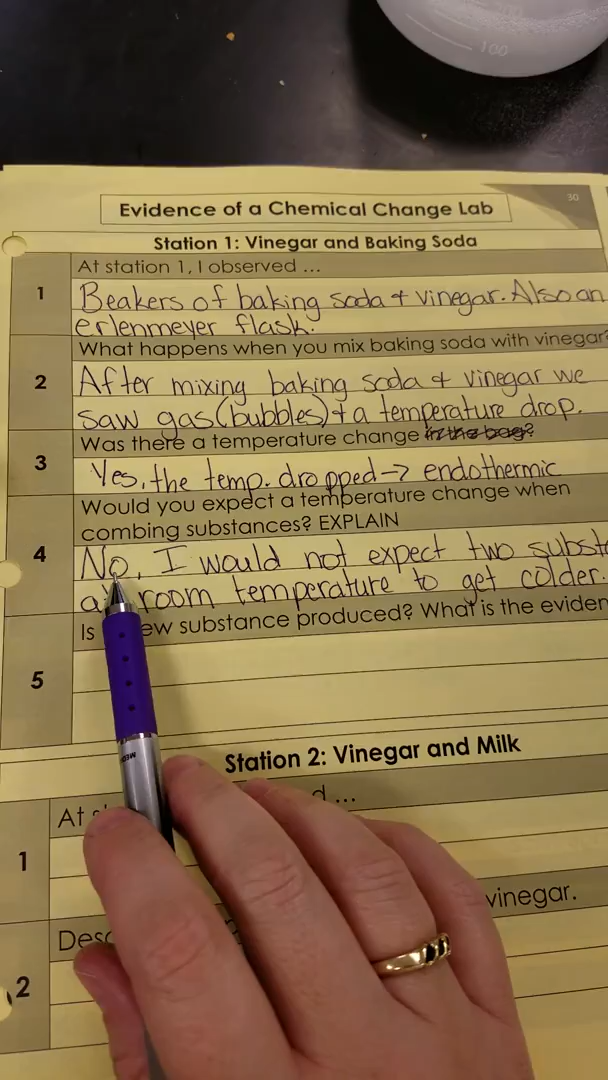 100
30
Evidence of a Chemical Change Lab
Station 1: Vinegar and Baking Soda
At station 1, I observed ...
1
Beakers of baking soda & vinegar. Also an
erlenmeyer flask.
What happens when you mix baking soda with vinegar?
2
After mixing baking soda & vinegar we
saw gas(bubbles)+a temperature drop.
Was there a temperature change in the bag?
3
Yes, the temp. dropped→ endothermic
Would you expect a temperature change when
combing substances? EXPLAIN
4
No, I would not expect two subst
room temperature to get colder.
Is ew substance produced? What is the eviden
5
Station 2: Vinegar and Milk
At d ...
1
vinegar.
Desc
2